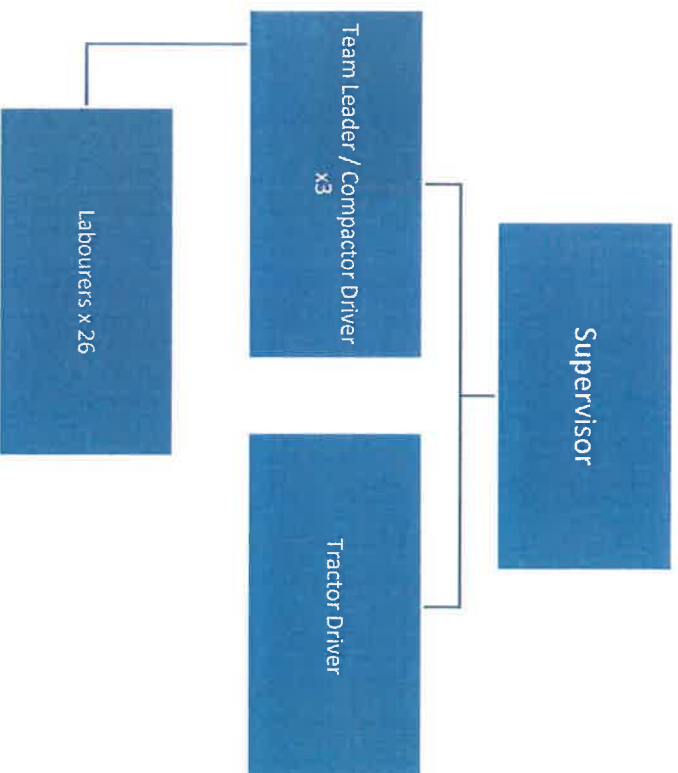 Supervisor
Team Leader / Compactor Driver
x3
Tractor Driver
Labourers x 26